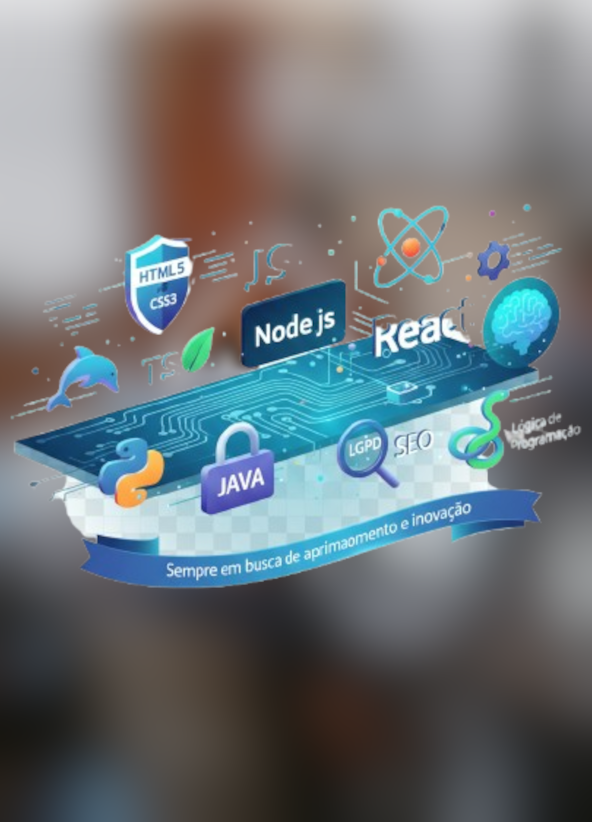 HTML5
CSS3
JS
Node js
React
TS
JAVA
LGPD
SEO
Lógica de
Programação
Sempre em busca de aprimaomento e inovação